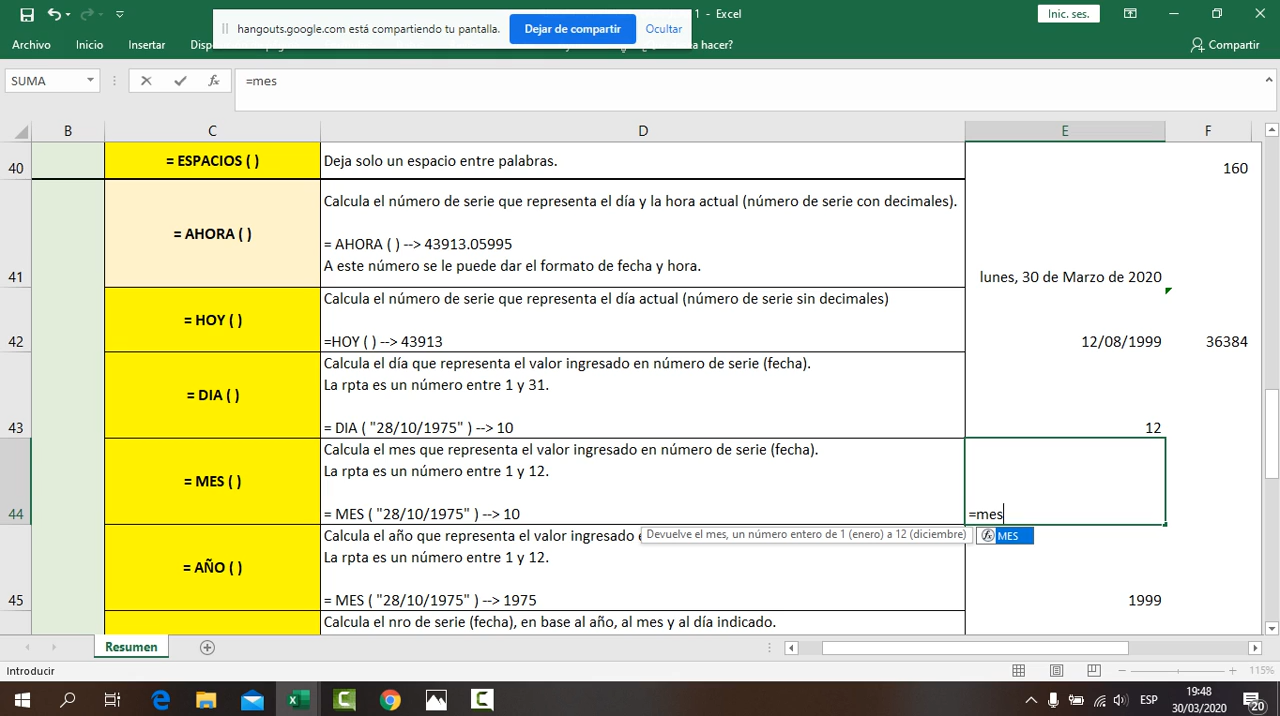 hangouts.google.com está compartiendo tu pantalla.
Dejar de compartir
Ocultar
1 - Excel
Inic. ses.
Archivo
Inicio
Insertar
Disp
hacer?
Compartir
SUMA
fx
=mes
B
C
D
E
F
40
= ESPACIOS ( )
Deja solo un espacio entre palabras.
160
41
= AHORA ( )
Calcula el número de serie que representa el día y la hora actual (número de serie con decimales).
= AHORA ( ) --> 43913.05995
A este número se le puede dar el formato de fecha y hora.
lunes, 30 de Marzo de 2020
42
= HOY ( )
Calcula el número de serie que representa el día actual (número de serie sin decimales)
=HOY ( ) --> 43913
12/08/1999
36384
43
= DIA ( )
Calcula el día que representa el valor ingresado en número de serie (fecha).
La rpta es un número entre 1 y 31.
= DIA ( "28/10/1975" ) --> 10
12
44
= MES ( )
Calcula el mes que representa el valor ingresado en número de serie (fecha).
La rpta es un número entre 1 y 12.
= MES ( "28/10/1975" ) --> 10
=mes
Devuelve el mes, un número entero de 1 (enero) a 12 (diciembre)
fx MES
45
= AÑO ( )
Calcula el año que representa el valor ingresado
La rpta es un número entre 1 y 12.
= MES ( "28/10/1975" ) --> 1975
1999
Calcula el nro de serie (fecha), en base al año, al mes y al día indicado.
Resumen
Introducir
115%
ESP
19:48
30/03/2020
20